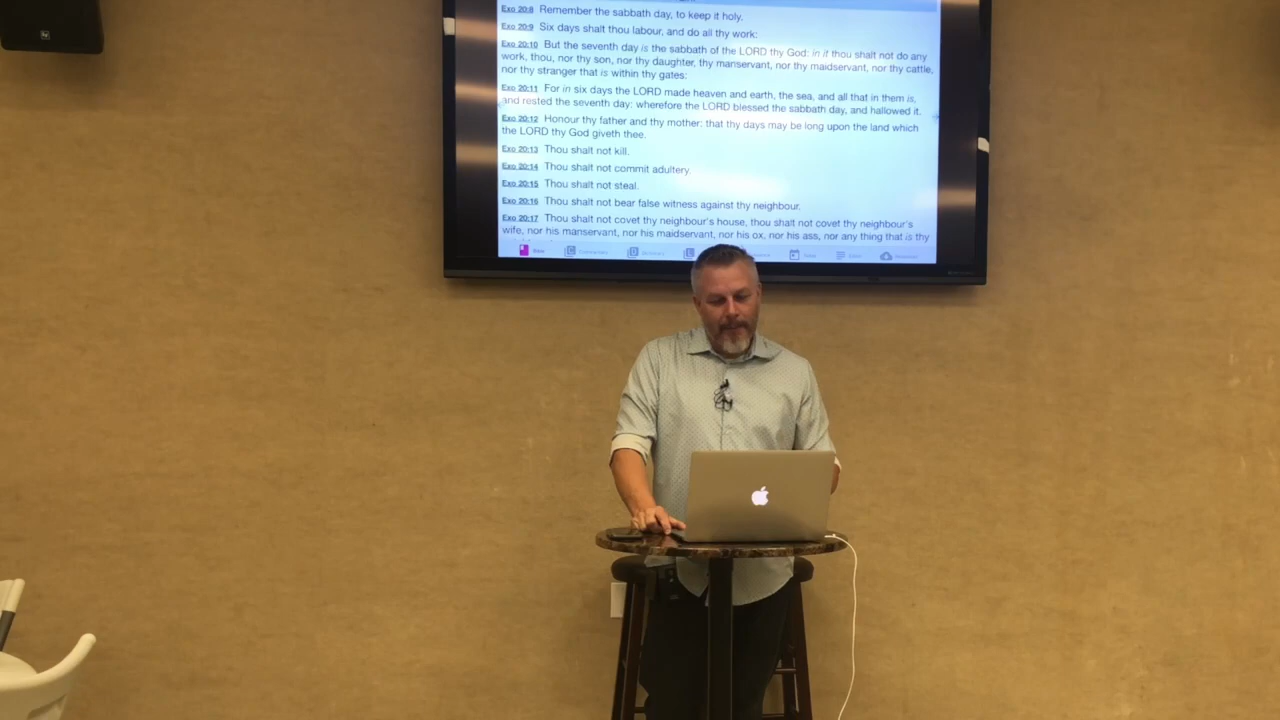 Exo 20:8 Remember the sabbath day, to keep it holy.
Exo 20:9 Six days shalt thou labour, and do all thy work:
Exo 20:10 But the seventh day is the sabbath of the LORD thy God: in it thou shalt not do any
work, thou, nor thy son, nor thy daughter, thy manservant, nor thy maidservant, nor thy cattle,
nor thy stranger that is within thy gates:
Exo 20:11 For in six days the LORD made heaven and earth, the sea, and all that in them is,
and rested the seventh day: wherefore the LORD blessed the sabbath day, and hallowed it.
Exo 20:12 Honour thy father and thy mother: that thy days may be long upon the land which
the LORD thy God giveth thee.
Exo 20:13 Thou shalt not kill.
Exo 20:14 Thou shalt not commit adultery.
Exo 20:15 Thou shalt not steal.
Exo 20:16 Thou shalt not bear false witness against thy neighbour.
Exo 20:17 Thou shalt not covet thy neighbour's house, thou shalt not covet thy neighbour's
wife, nor his manservant, nor his maidservant, nor his ox, nor his ass, nor any thing that is thy
Bible Commentary Dictionary